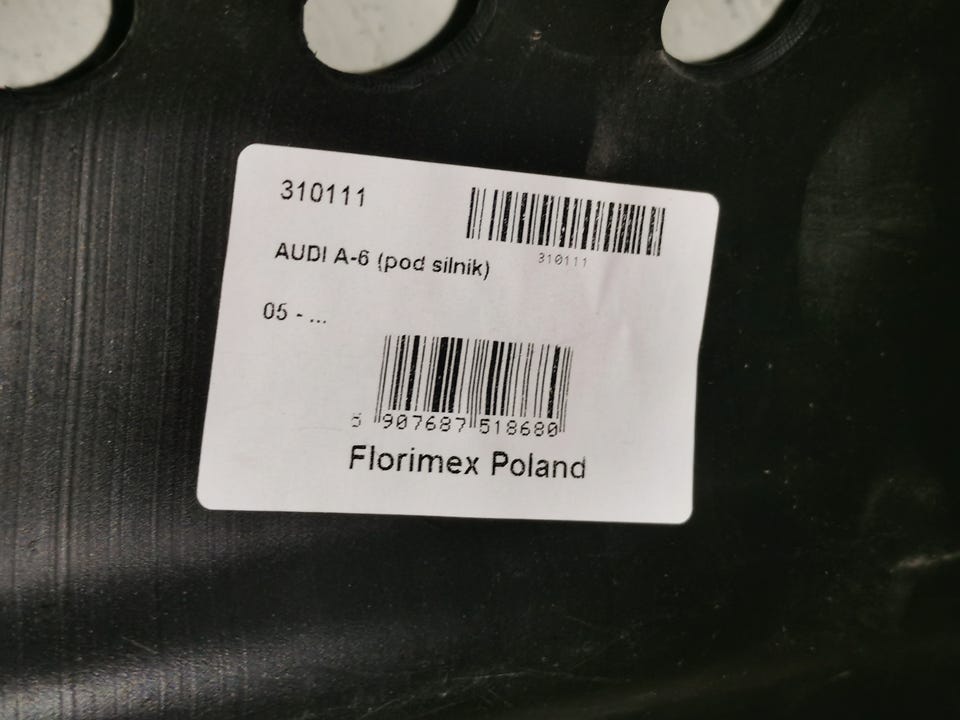 310111
310111
AUDI A-6 (pod silnik)
05 - ...
5 907687 518680
Florimex Poland